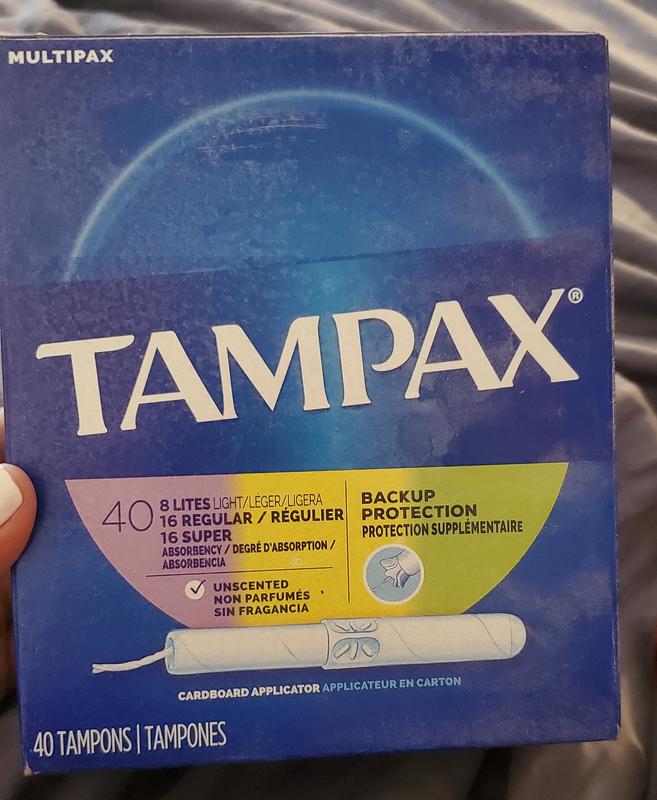 MULTIPAX
TAMPAX®
40
8 LITES LIGHT/LÉGER/LIGERA
16 REGULAR / RÉGULIER
16 SUPER
ABSORBENCY / DEGRÉ D'ABSORPTION /
ABSORBENCIA
UNSCENTED
NON PARFUMÉS
SIN FRAGANCIA
BACKUP
PROTECTION
PROTECTION SUPPLÉMENTAIRE
CARDBOARD APPLICATOR APPLICATEUR EN CARTON
40 TAMPONS | TAMPONES